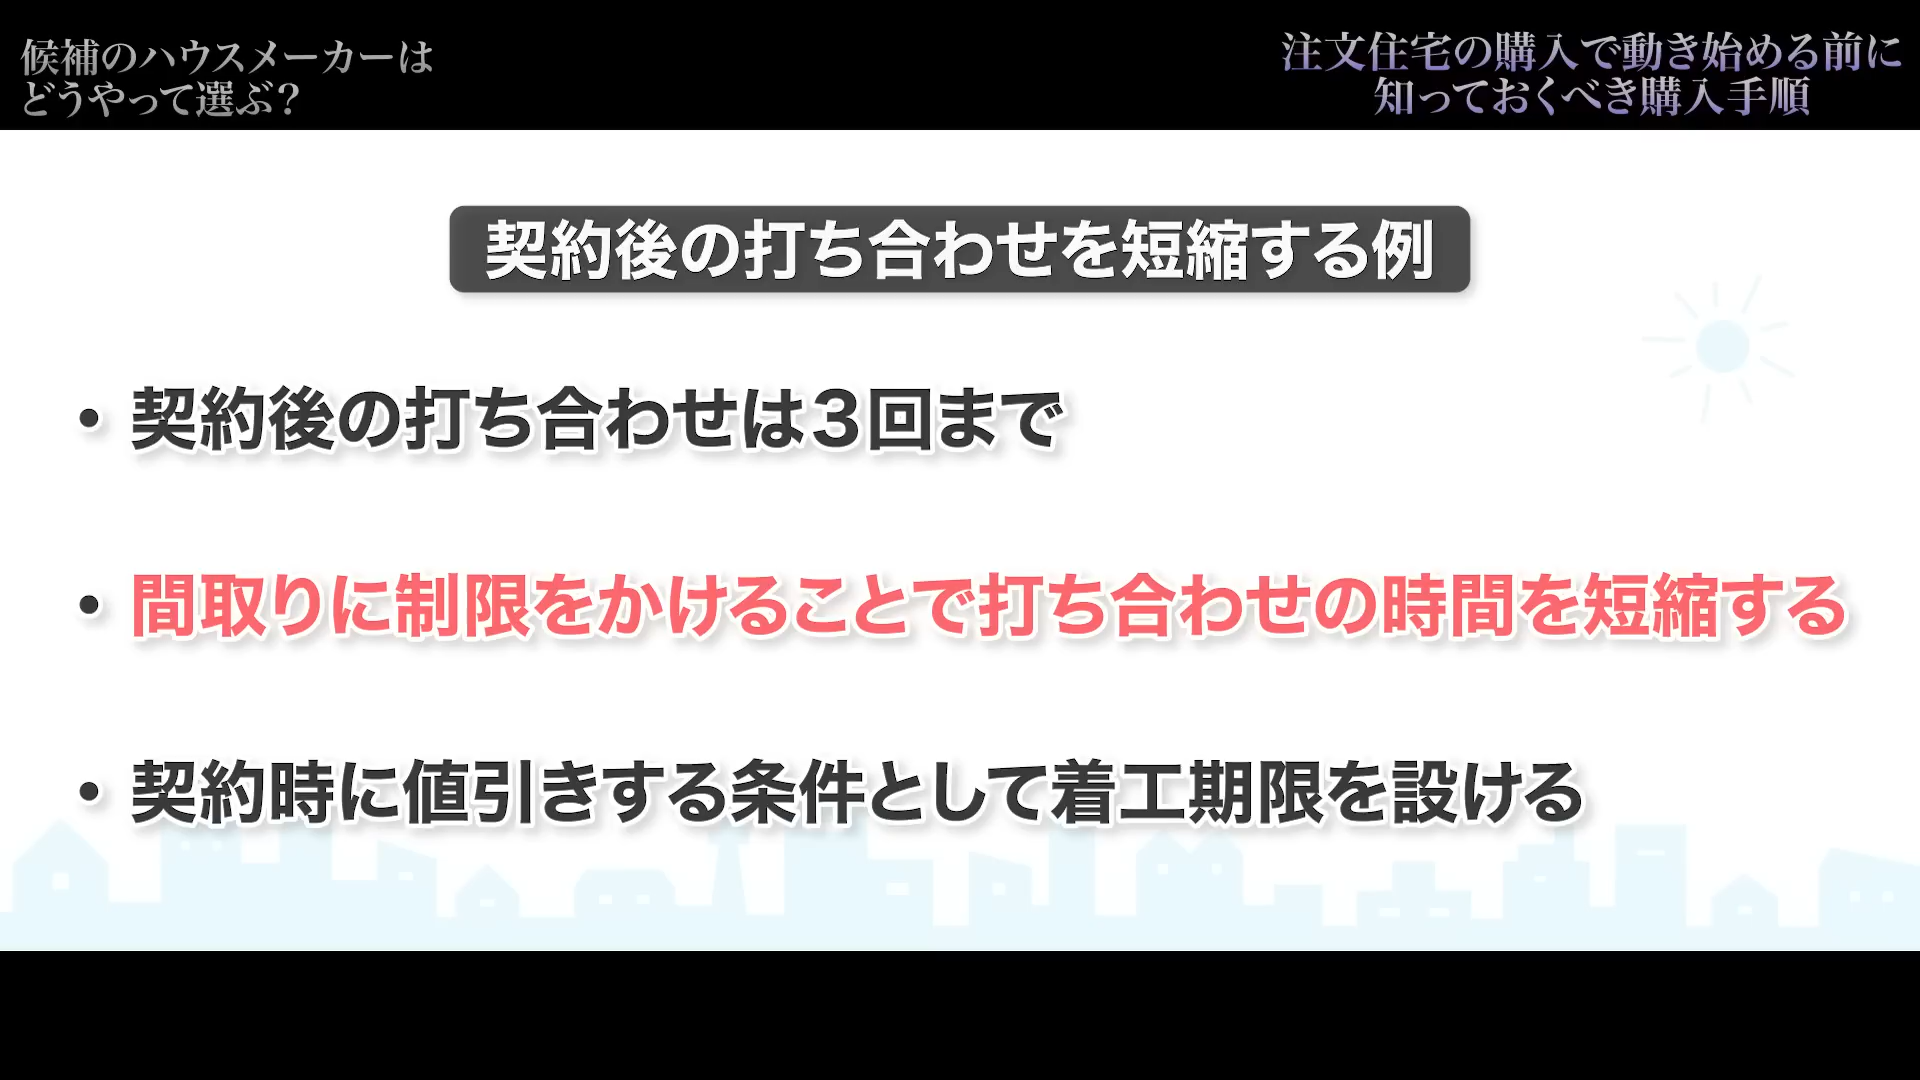 候補のハウスメーカーは
どうやって選ぶ？
注文住宅の購入で動き始める前に
知っておくべき購入手順
契約後の打ち合わせを短縮する例
・契約後の打ち合わせは３回まで
・間取りに制限をかけることで打ち合わせの時間を短縮する
・契約時に値引きする条件として着工期限を設ける